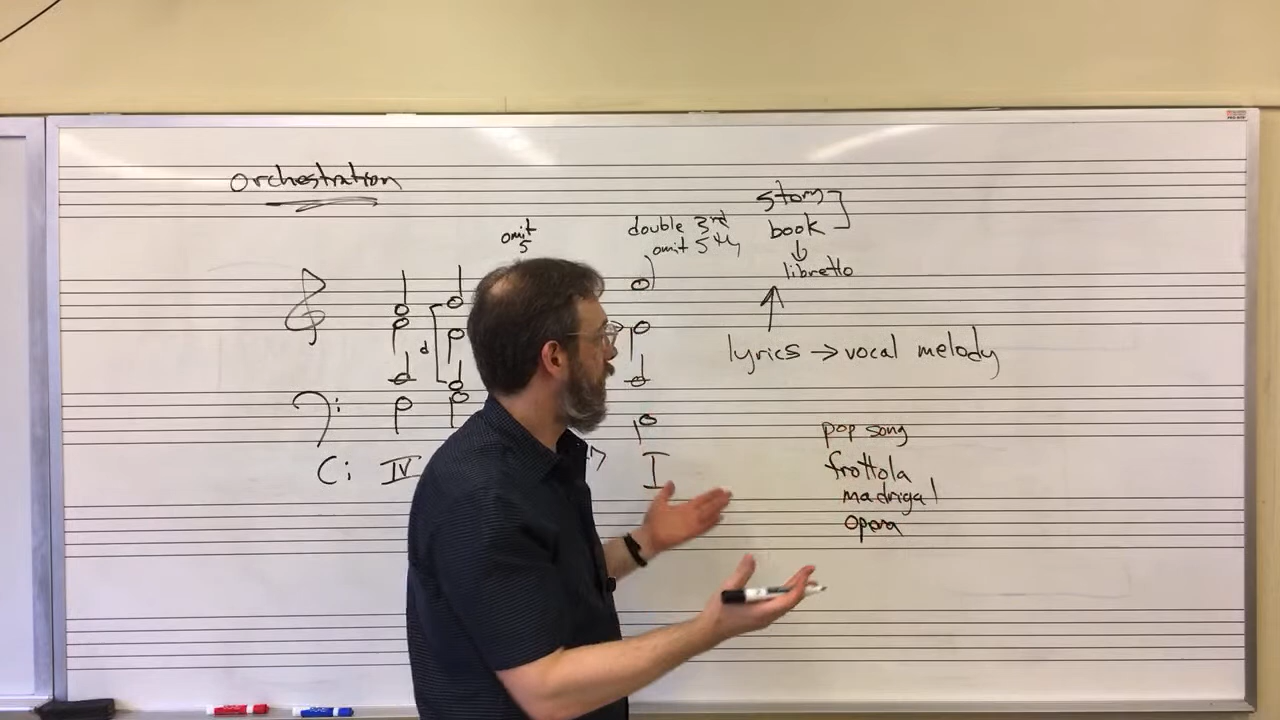 Orchestration
story
book
libretto
omit
5
double 3rd
omit 5th
lyrics → vocal melody
d
C: IV
7
I
pop song
frottola
madrigal
opera